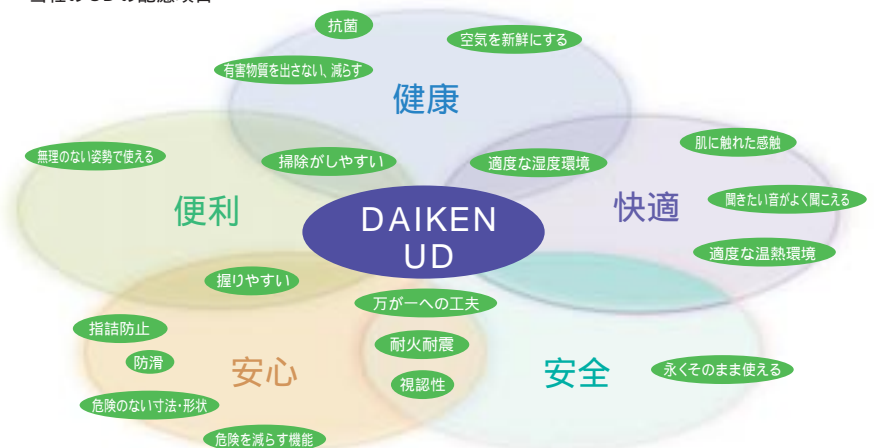 抗菌
空気を新鮮にする
有害物質を出さない、減らす
健康
肌に触れた感触
無理のない姿勢で使える
掃除がしやすい
適度な湿度環境
聞きたい音がよく聞こえる
便利
DAIKEN
UD
快適
適度な温熱環境
握りやすい
万が一への工夫
指詰防止
耐火耐震
防滑
安心
視認性
安全
永くそのまま使える
危険のない寸法・形状
危険を減らす機能